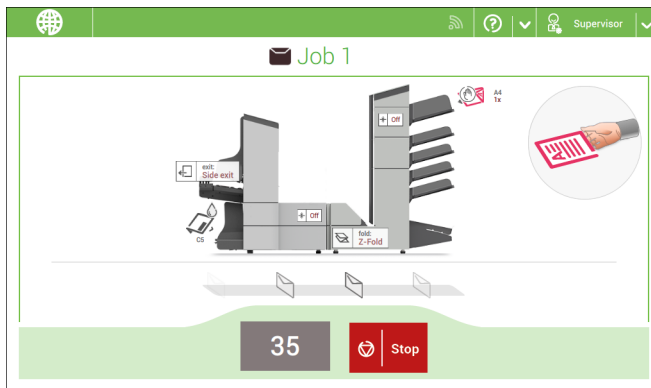 Supervisor
Job 1
A4
1x
Off
exit:
Side exit
Off
C5
fold:
Z-Fold
35
Stop